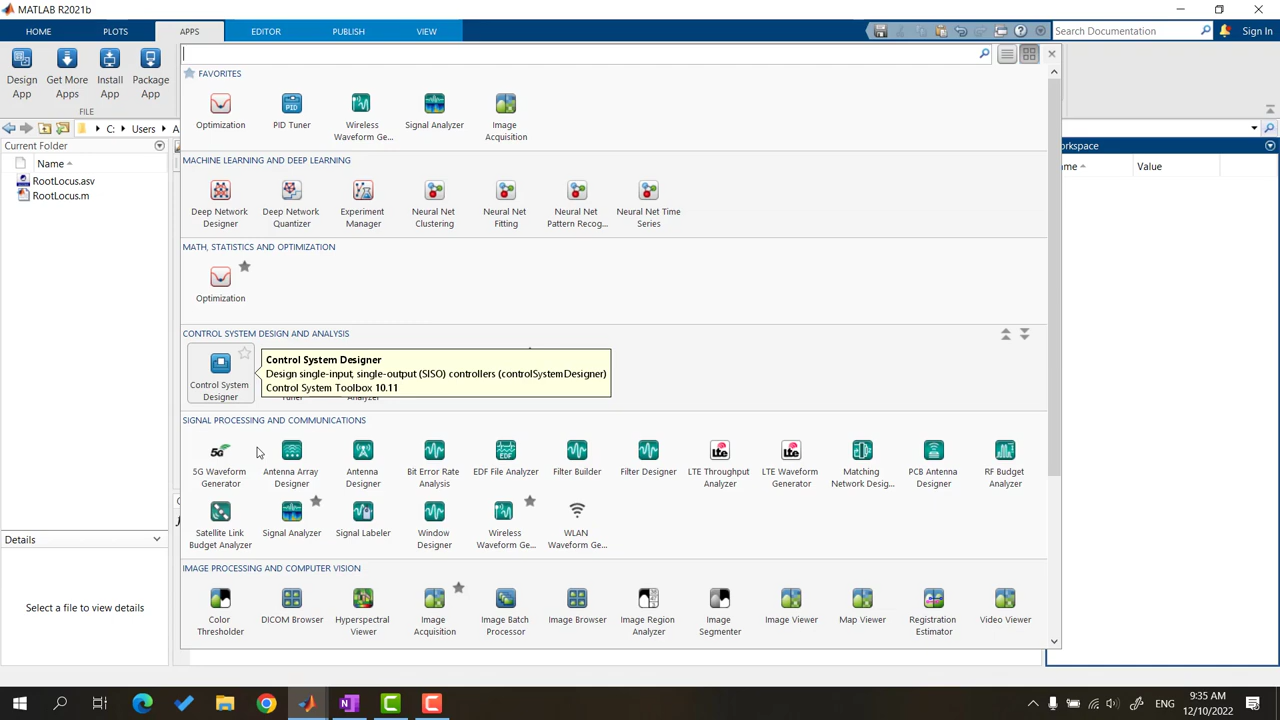 MATLAB R2021b
HOME PLOTS APPS EDITOR PUBLISH VIEW
Search Documentation
Sign In
Design App
Get More Apps
Install App
Package App
FILE
C: Users
Current Folder
Name
RootLocus.asv
RootLocus.m
Details
Select a file to view details
FAVORITES
Optimization
PID Tuner
Wireless Waveform Ge...
Signal Analyzer
Image Acquisition
MACHINE LEARNING AND DEEP LEARNING
Deep Network Designer
Deep Network Quantizer
Experiment Manager
Neural Net Clustering
Neural Net Fitting
Neural Net Pattern Recog...
Neural Net Time Series
MATH, STATISTICS AND OPTIMIZATION
Optimization
CONTROL SYSTEM DESIGN AND ANALYSIS
Control System Designer
Control System Designer
Design single-input, single-output (SISO) controllers (controlSystemDesigner)
Control System Toolbox 10.11
SIGNAL PROCESSING AND COMMUNICATIONS
5G
5G Waveform Generator
Antenna Array Designer
Antenna Designer
Bit Error Rate Analysis
EDF File Analyzer
Filter Builder
Filter Designer
LTE Throughput Analyzer
LTE Waveform Generator
Matching Network Desig...
PCB Antenna Designer
RF Budget Analyzer
Satellite Link Budget Analyzer
Signal Analyzer
Signal Labeler
Window Designer
Wireless Waveform Ge...
WLAN Waveform Ge...
IMAGE PROCESSING AND COMPUTER VISION
Color Thresholder
DICOM Browser
Hyperspectral Viewer
Image Acquisition
Image Batch Processor
Image Browser
Image Region Analyzer
Image Segmenter
Image Viewer
Map Viewer
Registration Estimator
Video Viewer
orkspace
Value
ENG
9:35 AM
12/10/2022